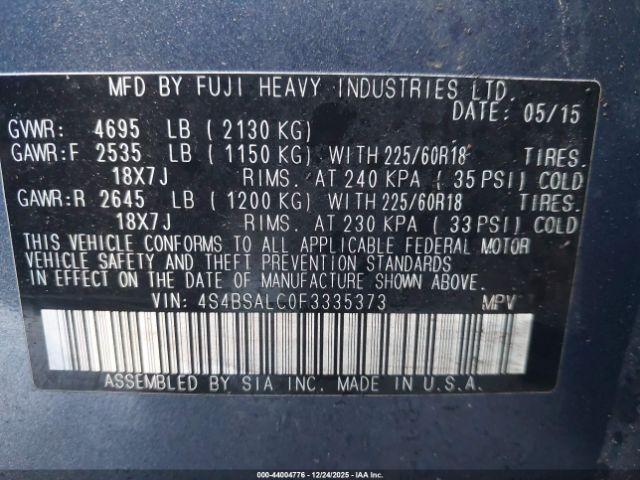 MFD BY FUJI HEAVY INDUSTRIES LTD.
DATE: 05/15
GVWR: 4695 LB ( 2130 KG)
GAWR:F 2535 LB ( 1150 KG) WITH 225/60R18 TIRES.
18X7J RIMS. AT 240 KPA ( 35 PSI) COLD
GAWR:R 2645 LB ( 1200 KG) WITH 225/60R18 TIRES.
18X7J RIMS. AT 230 KPA ( 33 PSI) COLD
THIS VEHICLE CONFORMS TO ALL APPLICABLE FEDERAL MOTOR
VEHICLE SAFETY AND THEFT PREVENTION STANDARDS
IN EFFECT ON THE DATE OF MANUFACTURE SHOWN ABOVE.
VIN: 4S4BSALC0F3335373 MPV
ASSEMBLED BY SIA INC. MADE IN U.S.A.
000-44004776 • 12/24/2025 • IAAI